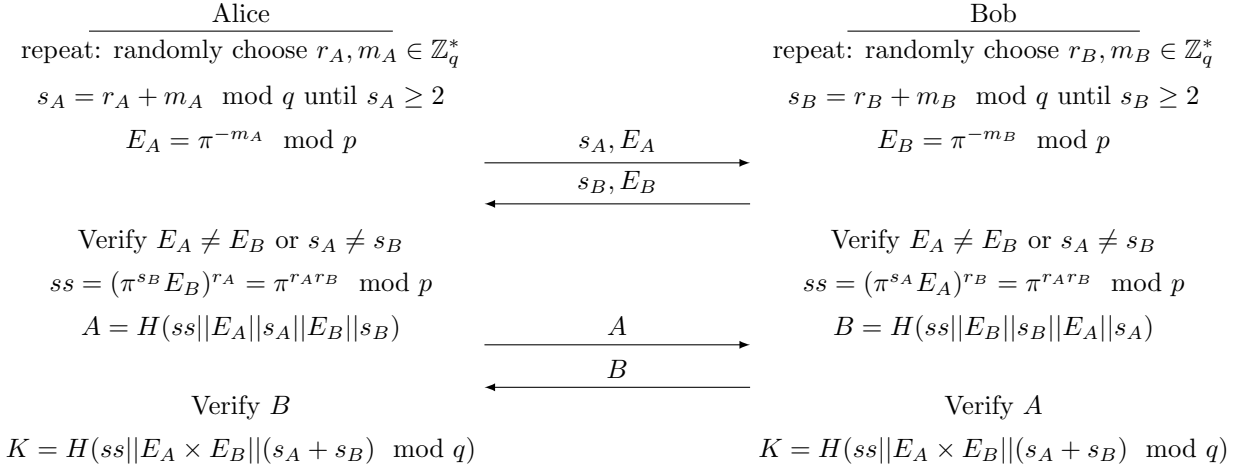 Alice
Bob
repeat: randomly choose r_A, m_A ∈ ℤ_q^*
repeat: randomly choose r_B, m_B ∈ ℤ_q^*
s_A = r_A + m_A mod q until s_A ≥ 2
s_B = r_B + m_B mod q until s_B ≥ 2
E_A = π^{−m_A} mod p
E_B = π^{−m_B} mod p
s_A, E_A
s_B, E_B
Verify E_A ≠ E_B or s_A ≠ s_B
Verify E_A ≠ E_B or s_A ≠ s_B
ss = (π^{s_B} E_B)^{r_A} = π^{r_A r_B} mod p
ss = (π^{s_A} E_A)^{r_B} = π^{r_A r_B} mod p
A = H(ss||E_A||s_A||E_B||s_B)
B = H(ss||E_B||s_B||E_A||s_A)
A
B
Verify B
Verify A
K = H(ss||E_A × E_B||(s_A + s_B) mod q)
K = H(ss||E_A × E_B||(s_A + s_B) mod q)